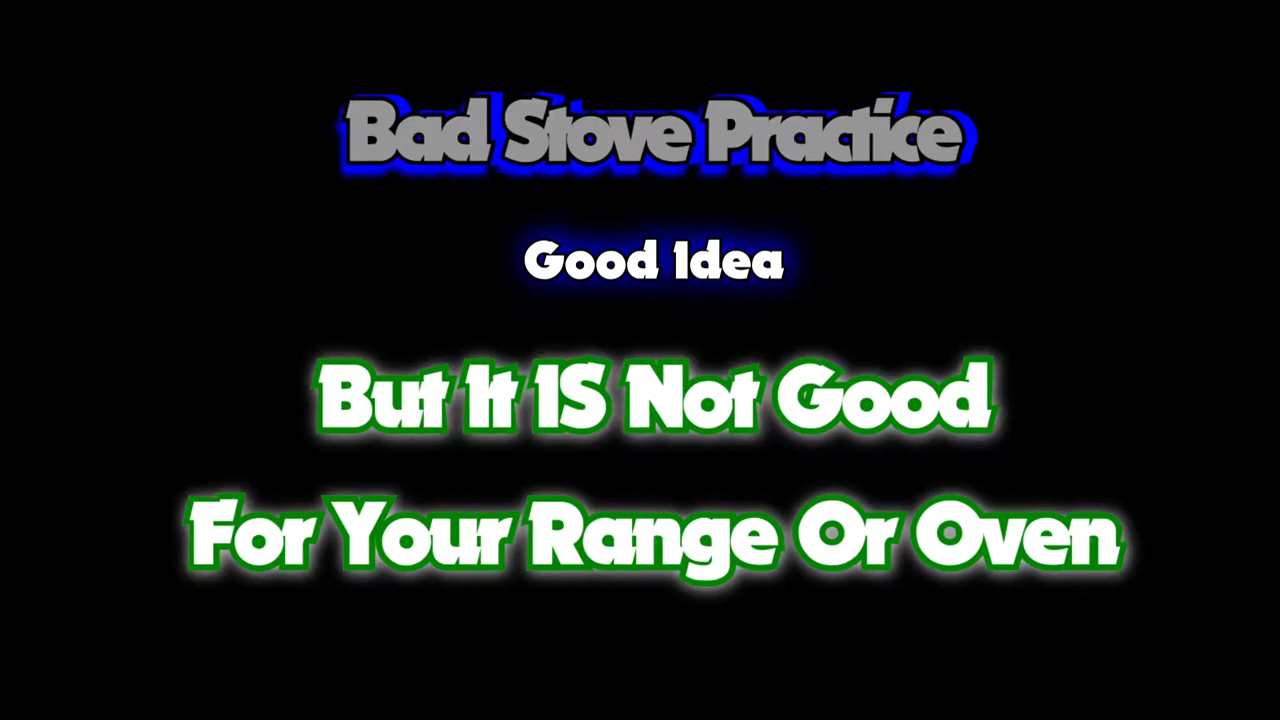 Bad Stove Practice
Good Idea
But It IS Not Good
For Your Range Or Oven